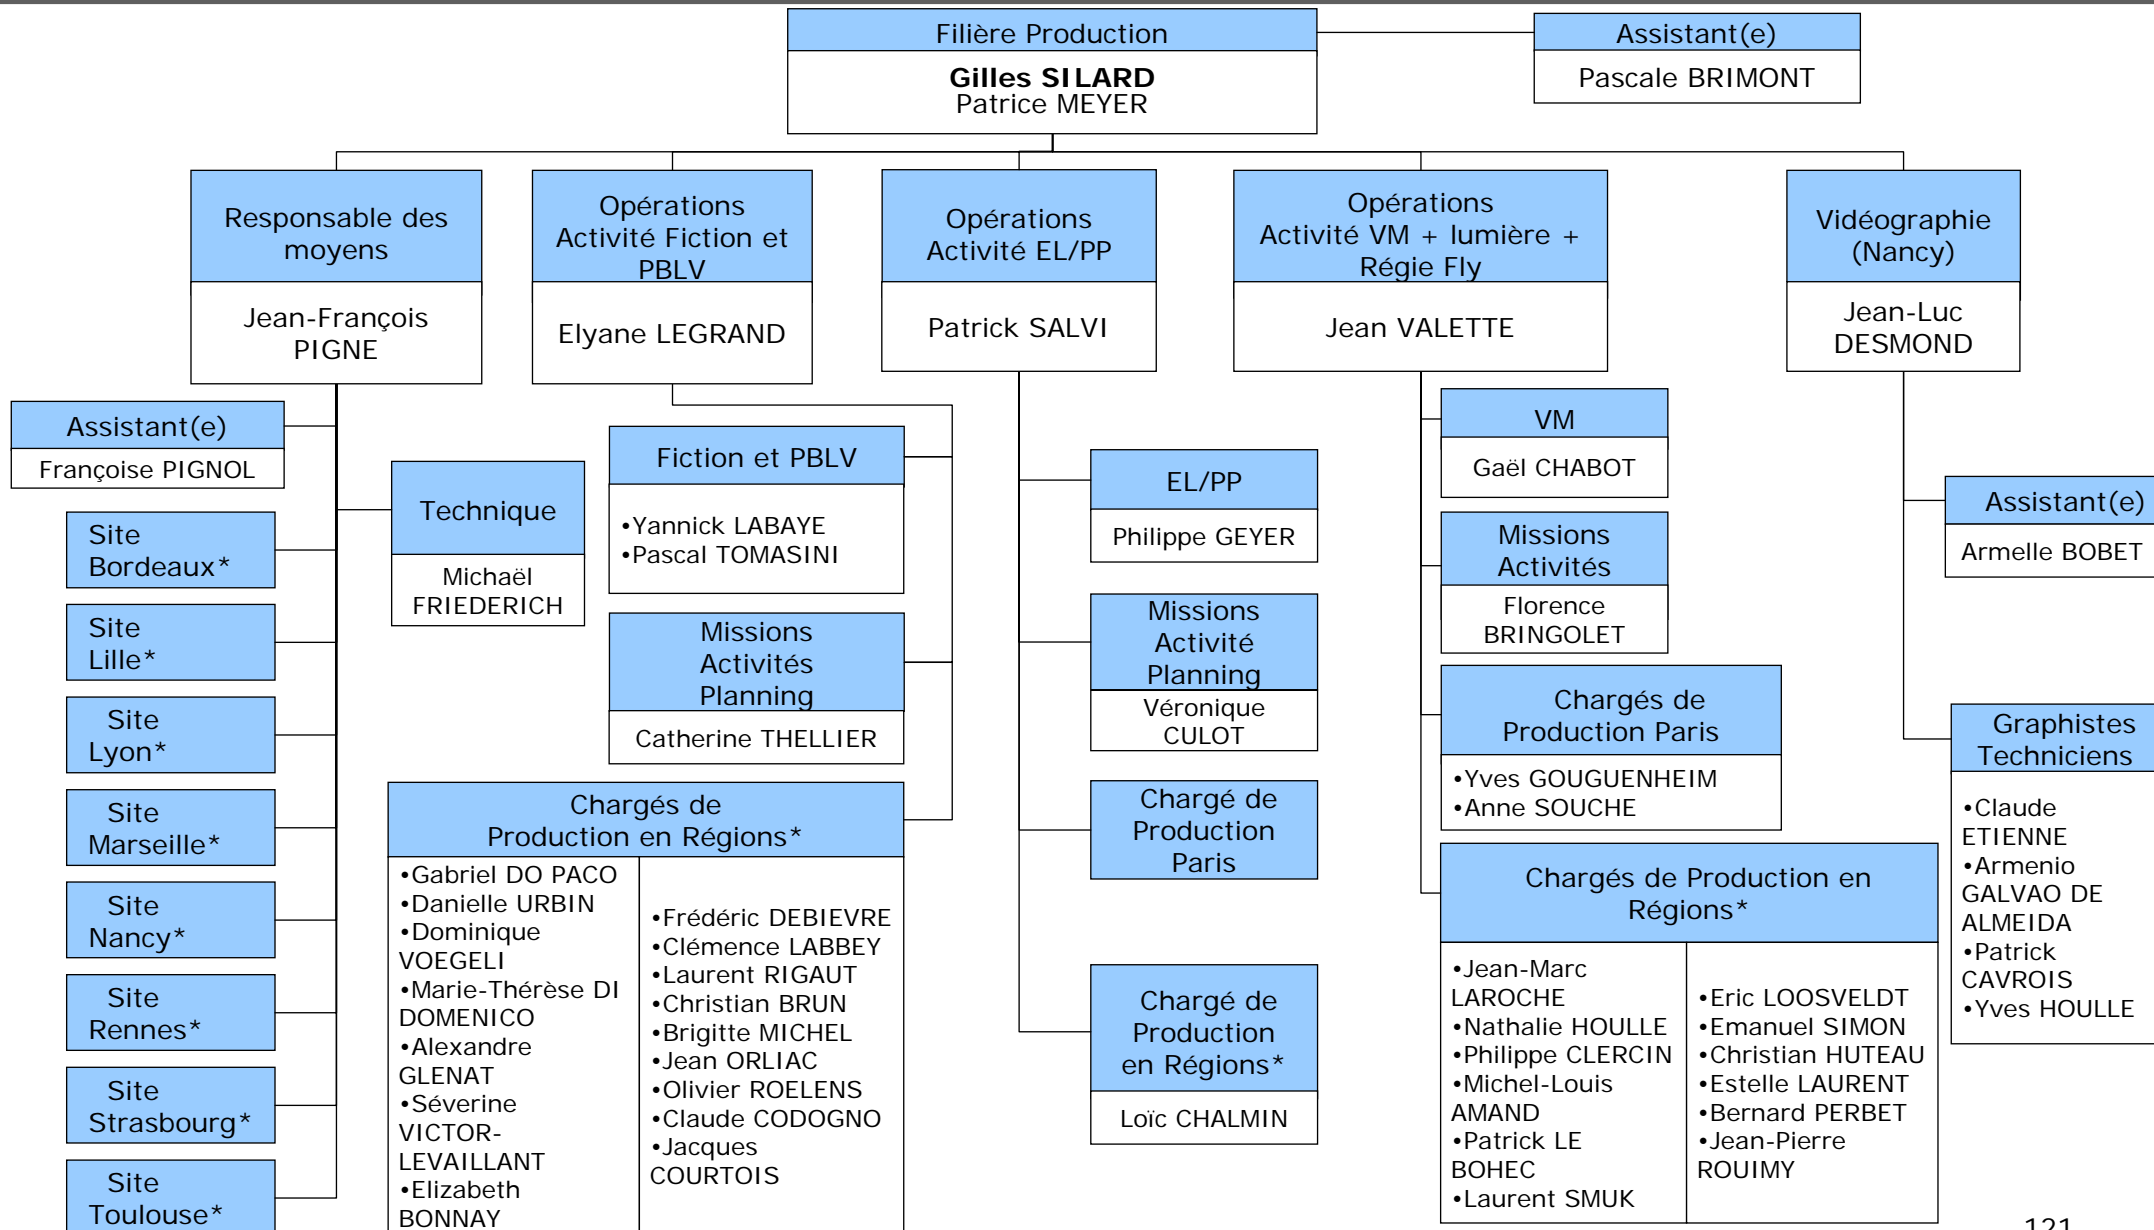 Filière Production
Gilles SILARD
Patrice MEYER
Assistant(e)
Pascale BRIMONT
Responsable des
moyens
Jean-François
PIGNE
Opérations
Activité Fiction et
PBLV
Elyane LEGRAND
Opérations
Activité EL/PP
Patrick SALVI
Opérations
Activité VM + lumière +
Régie Fly
Jean VALETTE
Vidéographie
(Nancy)
Jean-Luc
DESMOND
Assistant(e)
Françoise PIGNOL
Technique
Michaël
FRIEDERICH
Site
Bordeaux*
Site
Lille*
Site
Lyon*
Site
Marseille*
Site
Nancy*
Site
Rennes*
Site
Strasbourg*
Site
Toulouse*
Fiction et PBLV
•Yannick LABAYE
•Pascal TOMASINI
Missions
Activités
Planning
Catherine THELLIER
Chargés de
Production en Régions*
•Gabriel DO PACO
•Danielle URBIN
•Dominique
VOEGELI
•Marie-Thérèse DI
DOMENICO
•Alexandre
GLENAT
•Séverine
VICTOR-
LEVAILLANT
•Elizabeth
BONNAY
•Frédéric DEBIEVRE
•Clémence LABBEY
•Laurent RIGAUT
•Christian BRUN
•Brigitte MICHEL
•Jean ORLIAC
•Olivier ROELENS
•Claude CODOGNO
•Jacques
COURTOIS
EL/PP
Philippe GEYER
Missions
Activité
Planning
Véronique
CULOT
Chargé de
Production
Paris
Chargé de
Production
en Régions*
Loïc CHALMIN
VM
Gaël CHABOT
Missions
Activités
Florence
BRINGOLET
Chargés de
Production Paris
•Yves GOUGUENHEIM
•Anne SOUCHE
Chargés de Production en
Régions*
•Jean-Marc
LAROCHE
•Nathalie HOULLE
•Philippe CLERCIN
•Michel-Louis
AMAND
•Patrick LE
BOHEC
•Laurent SMUK
•Eric LOOSVELDT
•Emanuel SIMON
•Christian HUTEAU
•Estelle LAURENT
•Bernard PERBET
•Jean-Pierre
ROUIMY
Assistant(e)
Armelle BOBET
Graphistes
Techniciens
•Claude
ETIENNE
•Armenio
GALVAO DE
ALMEIDA
•Patrick
CAVROIS
•Yves HOULLE
121